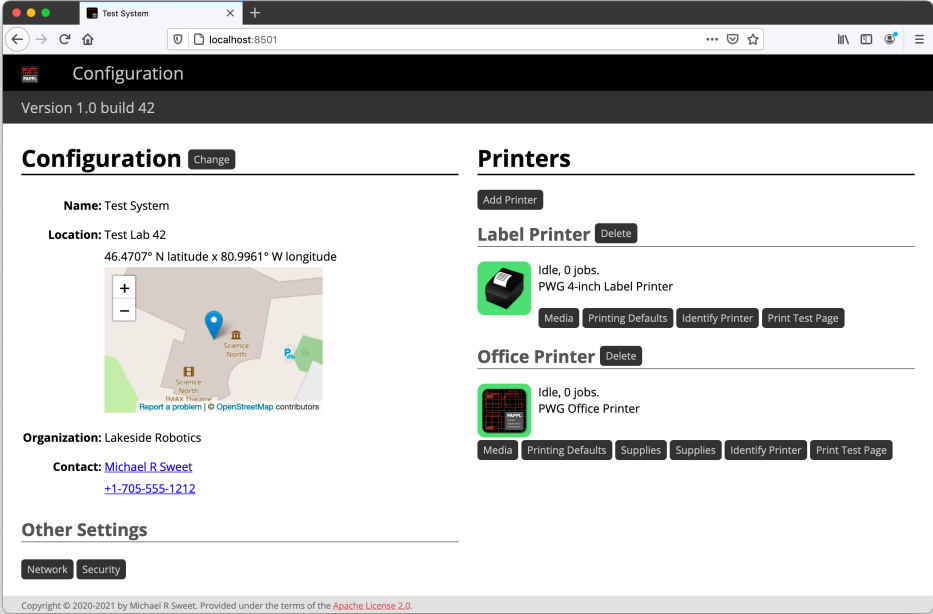 Test System
localhost:8501
PAPPL
Configuration
Version 1.0 build 42
Configuration Change
Name: Test System
Location: Test Lab 42
46.4707° N latitude x 80.9961° W longitude
+
−
Science
North
Science
North
IMAX Theatre
Report a problem | © OpenStreetMap contributors
Organization: Lakeside Robotics
Contact: Michael R Sweet
+1-705-555-1212
Other Settings
Network Security
Printers
Add Printer
Label Printer Delete
Idle, 0 jobs.
PWG 4-inch Label Printer
Media Printing Defaults Identify Printer Print Test Page
Office Printer Delete
Idle, 0 jobs.
PWG Office Printer
PAPPL
Media Printing Defaults Supplies Supplies Identify Printer Print Test Page
Copyright © 2020-2021 by Michael R Sweet. Provided under the terms of the Apache License 2.0.